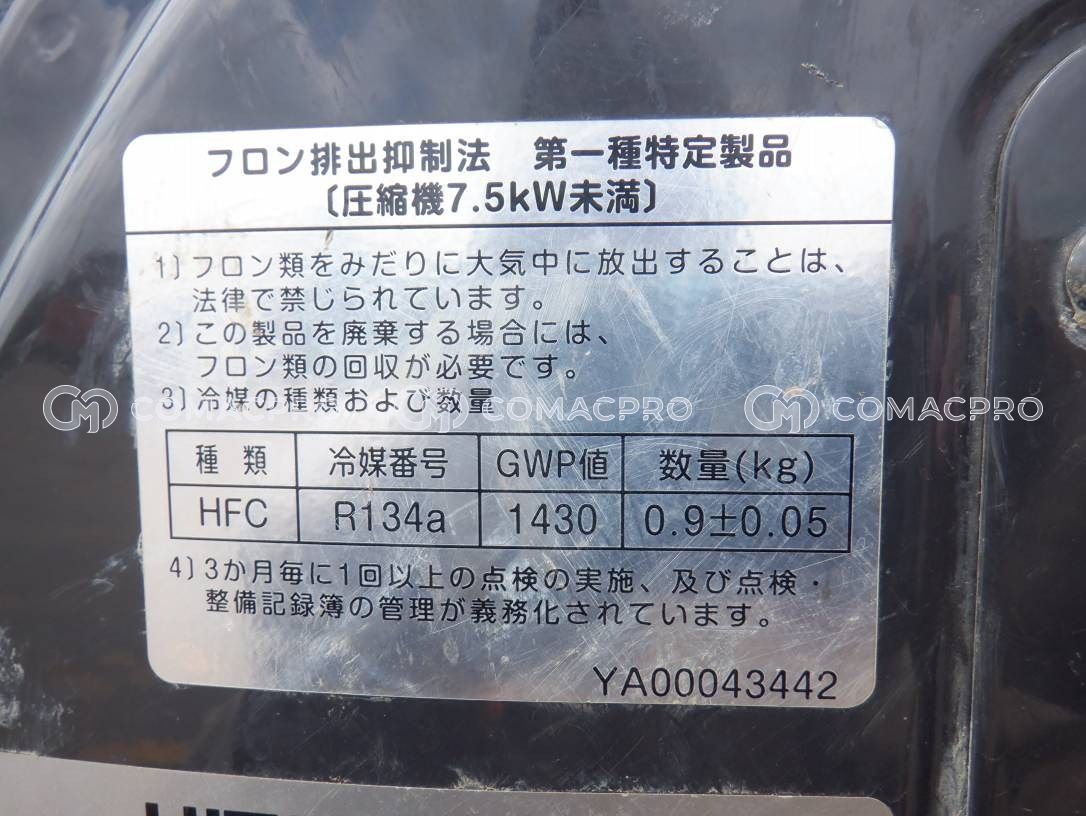 フロン排出抑制法　第一種特定製品
〔圧縮機7.5kW未満〕
1）フロン類をみだりに大気中に放出することは、
法律で禁じられています。
2）この製品を廃棄する場合には、
フロン類の回収が必要です。
3）冷媒の種類および数量
COMACPRO COMACPRO COMACPRO
種 類 冷媒番号 GWP値 数量(kg)
HFC R134a 1430 0.9±0.05
4）3か月毎に1回以上の点検の実施、及び点検・
整備記録簿の管理が義務化されています。
YA00043442